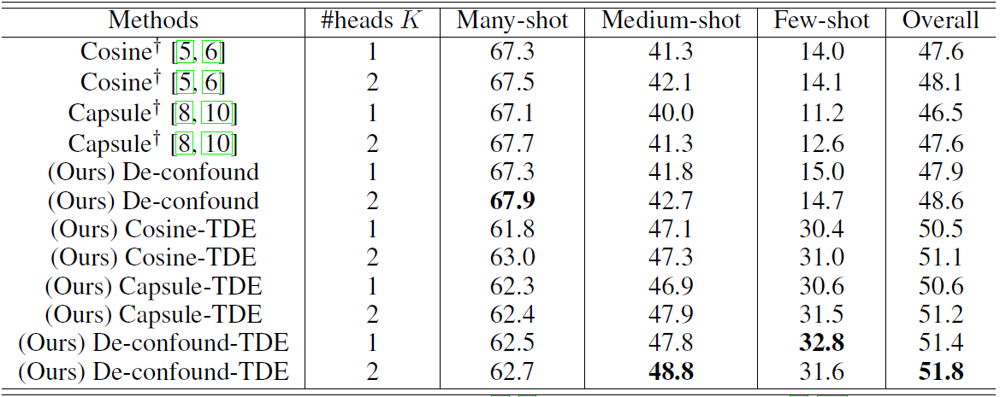 Methods #heads K Many-shot Medium-shot Few-shot Overall
Cosine† [5, 6] 1 67.3 41.3 14.0 47.6
Cosine† [5, 6] 2 67.5 42.1 14.1 48.1
Capsule† [8, 10] 1 67.1 40.0 11.2 46.5
Capsule† [8, 10] 2 67.7 41.3 12.6 47.6
(Ours) De-confound 1 67.3 41.8 15.0 47.9
(Ours) De-confound 2 67.9 42.7 14.7 48.6
(Ours) Cosine-TDE 1 61.8 47.1 30.4 50.5
(Ours) Cosine-TDE 2 63.0 47.3 31.0 51.1
(Ours) Capsule-TDE 1 62.3 46.9 30.6 50.6
(Ours) Capsule-TDE 2 62.4 47.9 31.5 51.2
(Ours) De-confound-TDE 1 62.5 47.8 32.8 51.4
(Ours) De-confound-TDE 2 62.7 48.8 31.6 51.8